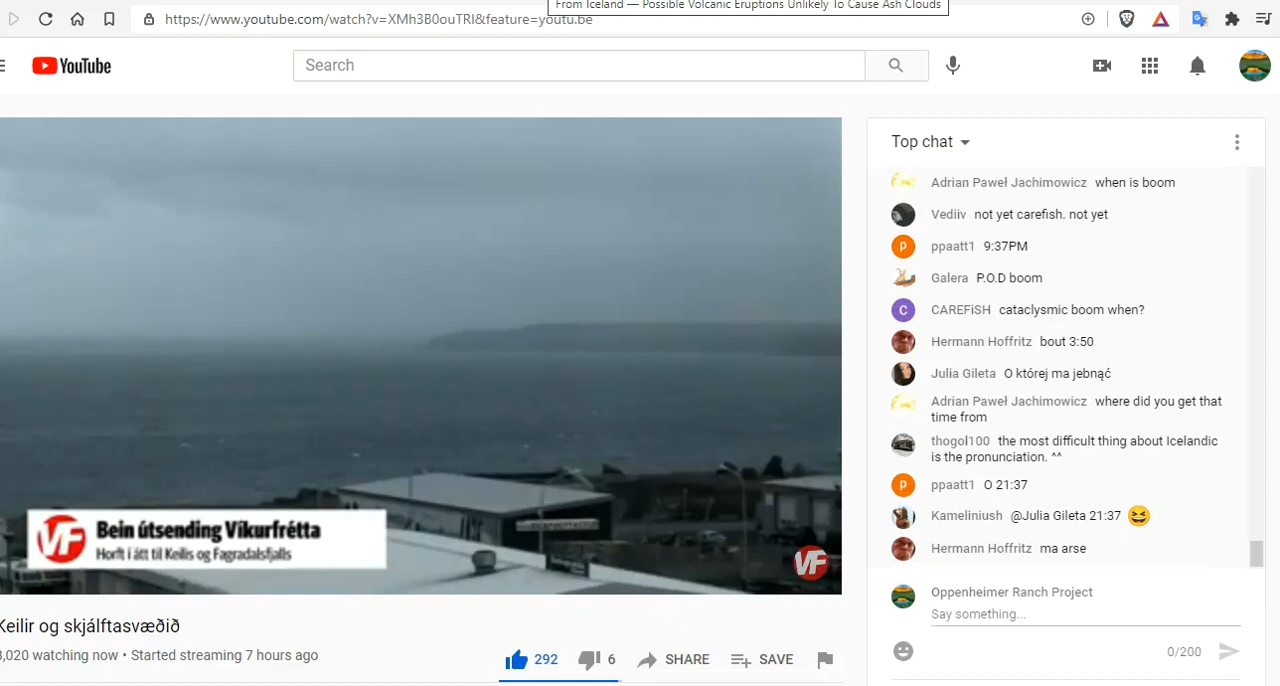 From Iceland — Possible Volcanic Eruptions Unlikely To Cause Ash Clouds
https://www.youtube.com/watch?v=XMh3B0ouTRI&feature=youtu.be
YouTube
Search
Top chat
Adrian Paweł Jachimowicz when is boom
Vediiv not yet carefish. not yet
ppaatt1 9:37PM
Galera P.O.D boom
CAREFiSH cataclysmic boom when?
Hermann Hoffritz bout 3:50
Julia Gileta O której ma jebnąć
Adrian Paweł Jachimowicz where did you get that
time from
thogol100 the most difficult thing about Icelandic
is the pronunciation. ^^
ppaatt1 O 21:37
Kameliniush @Julia Gileta 21:37 😆
Hermann Hoffritz ma arse
Oppenheimer Ranch Project
Say something...
0/200
VF
Bein útsending Víkurfrétta
Horft í átt til Keilis og Fagradalsfjalls
VF
Keilir og skjálftasvæðið
,020 watching now • Started streaming 7 hours ago
292
6
SHARE
SAVE